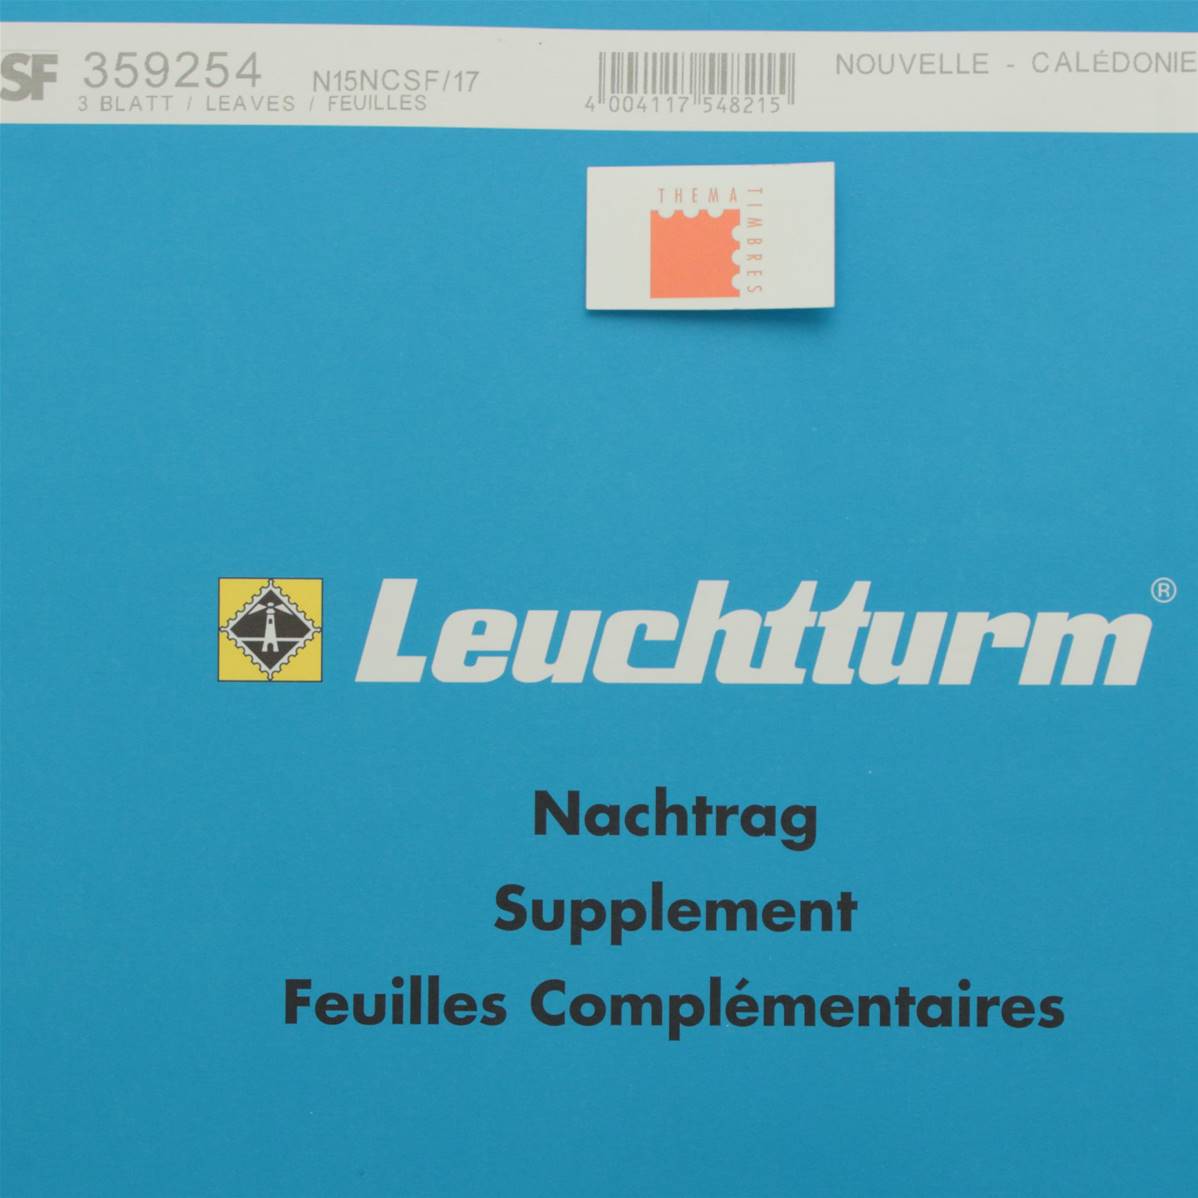 SF 359254 N15NCSF/17
3 BLATT / LEAVES / FEUILLES
4 004117 548215
NOUVELLE - CALÉDONIE
THEMA
TIMBRES
Leuchtturm®
Nachtrag
Supplement
Feuilles Complémentaires